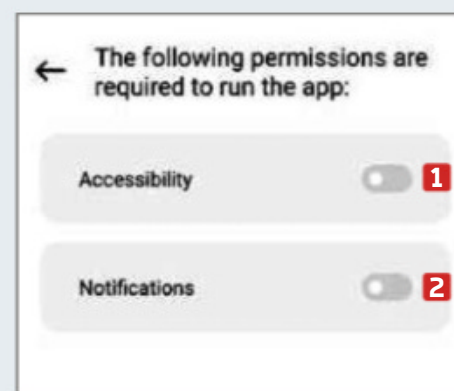 The following permissions are
required to run the app:
Accessibility
1
Notifications
2